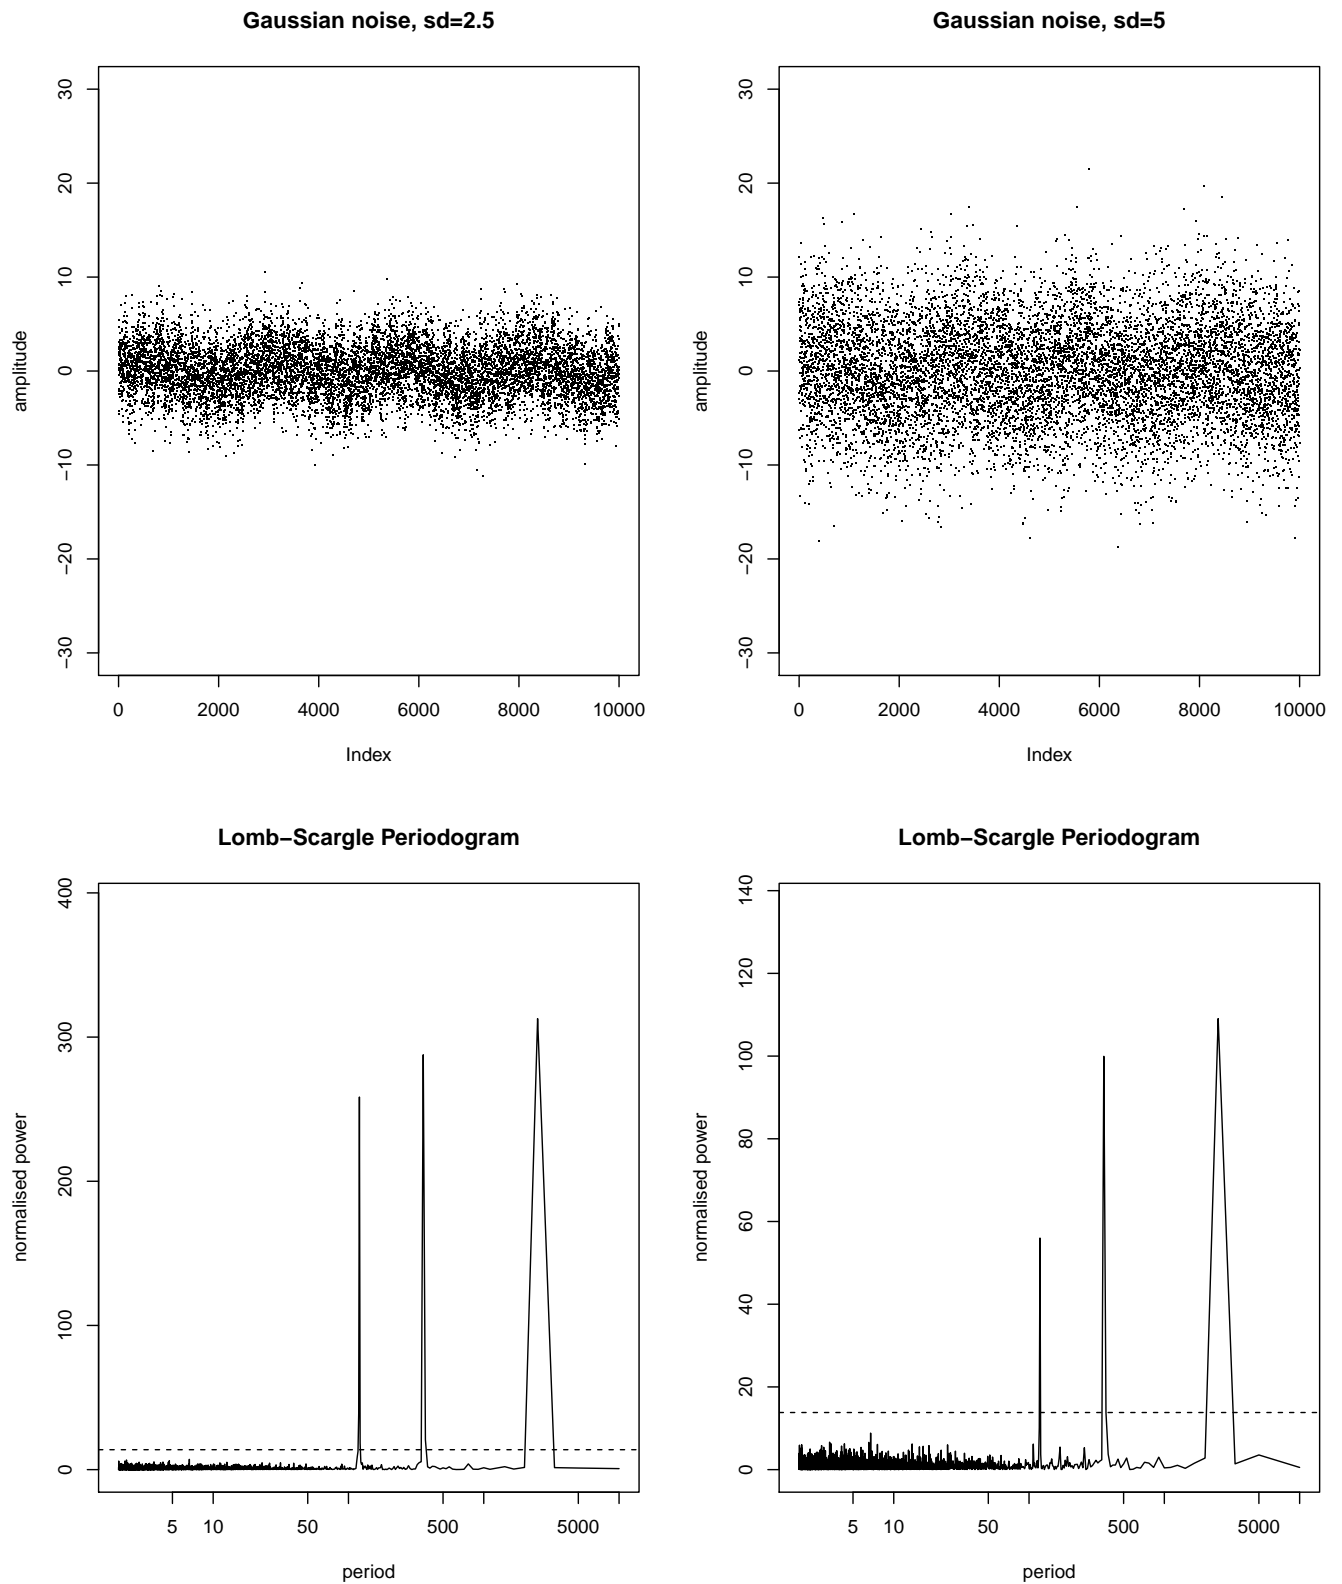 Gaussian noise, sd=2.5
30
20
10
0
−10
−20
−30
amplitude
0 2000 4000 6000 8000 10000
Index
Gaussian noise, sd=5
30
20
10
0
−10
−20
−30
amplitude
0 2000 4000 6000 8000 10000
Index
Lomb−Scargle Periodogram
400
300
200
100
0
normalised power
5 10 50 500 5000
period
Lomb−Scargle Periodogram
140
120
100
80
60
40
20
0
normalised power
5 10 50 500 5000
period